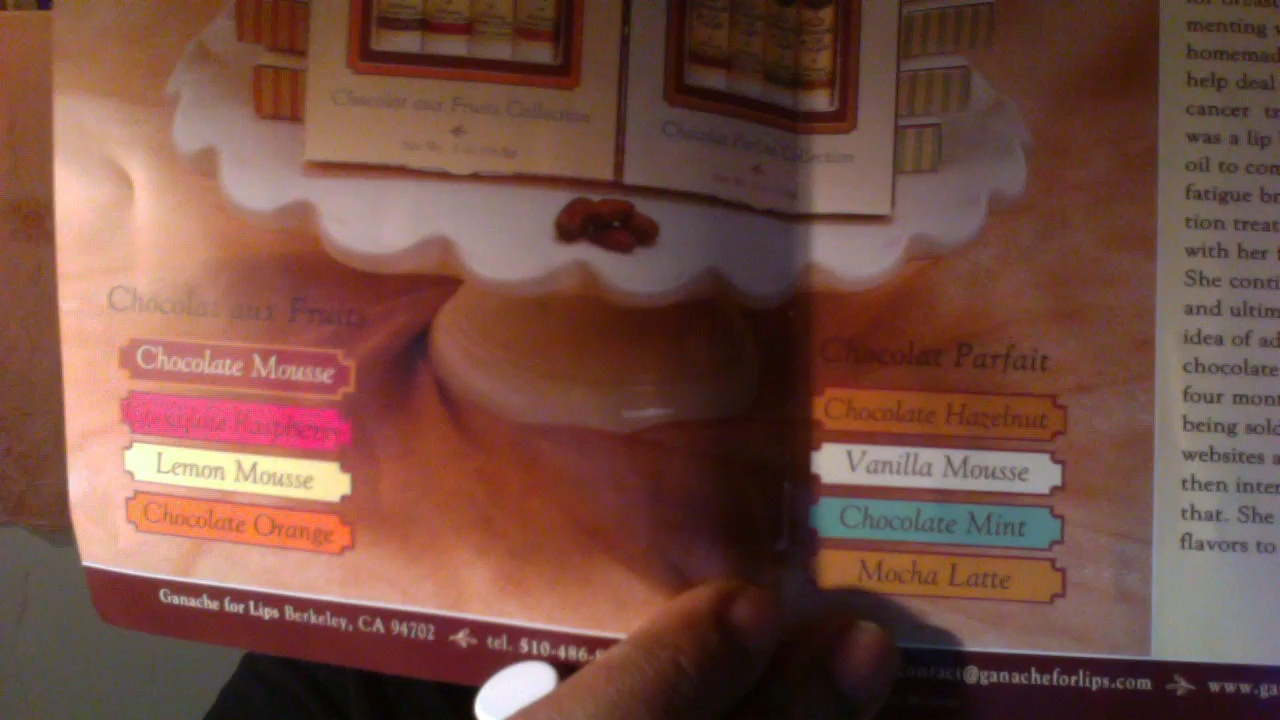 Chocolat aux Fruits Collection
Chocolat Parfait Collection
Chocolat aux Fruits
Chocolate Mousse
Chocolate Raspberry
Lemon Mousse
Chocolate Orange
Chocolat Parfait
Chocolate Hazelnut
Vanilla Mousse
Chocolate Mint
Mocha Latte
Ganache for Lips Berkeley, CA 94702 tel. 510-486-
contact@ganacheforlips.com www.ga
for breast
menting
homemad
help deal
cancer
was a lip
oil to con
fatigue br
tion treat
with her
She conti
and ultim
idea of ad
chocolate
four mont
being sold
websites a
then inter
that. She
flavors to